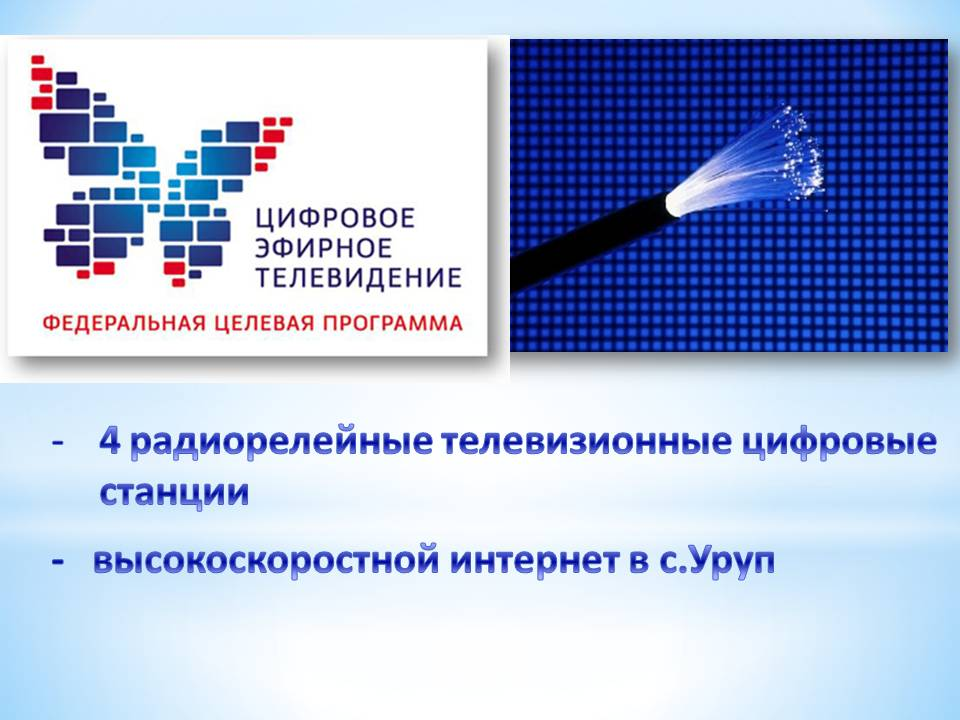 ЦИФРОВОЕ
ЭФИРНОЕ
ТЕЛЕВИДЕНИЕ
ФЕДЕРАЛЬНАЯ ЦЕЛЕВАЯ ПРОГРАММА
- 4 радиорелейные телевизионные цифровые
станции
- высокоскоростной интернет в с.Уруп